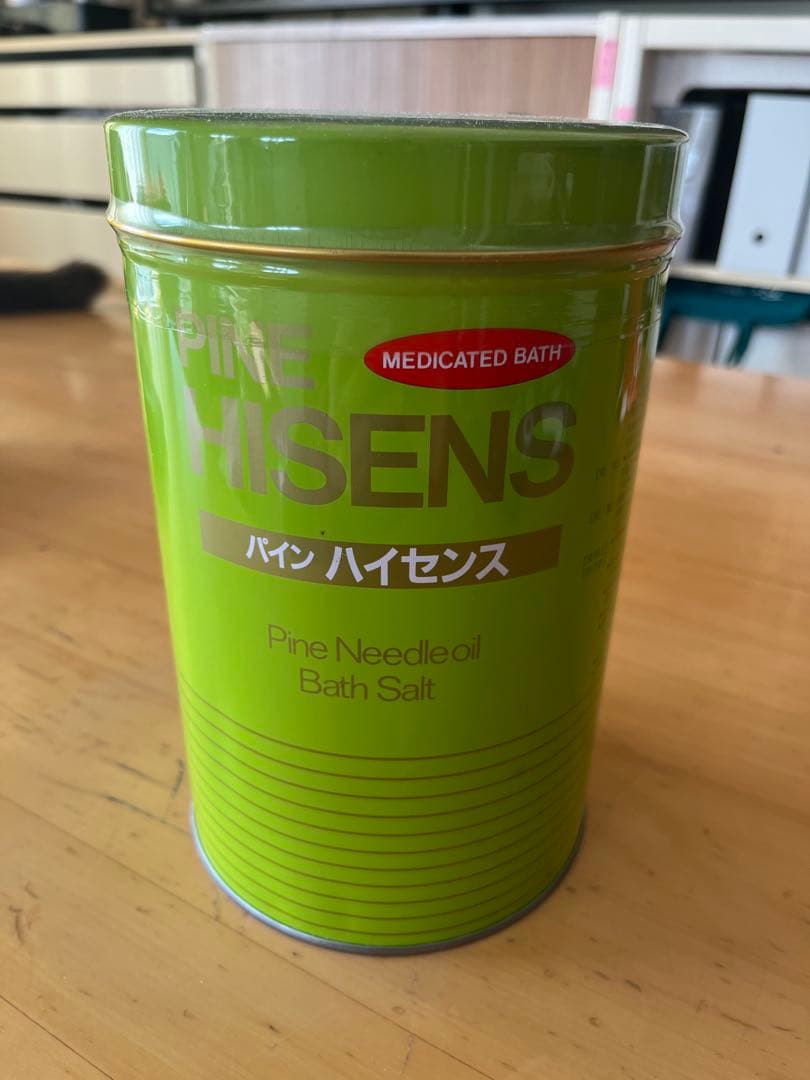 PINE
MEDICATED BATH
HISENS
パイン ハイセンス
Pine Needle oil
Bath Salt